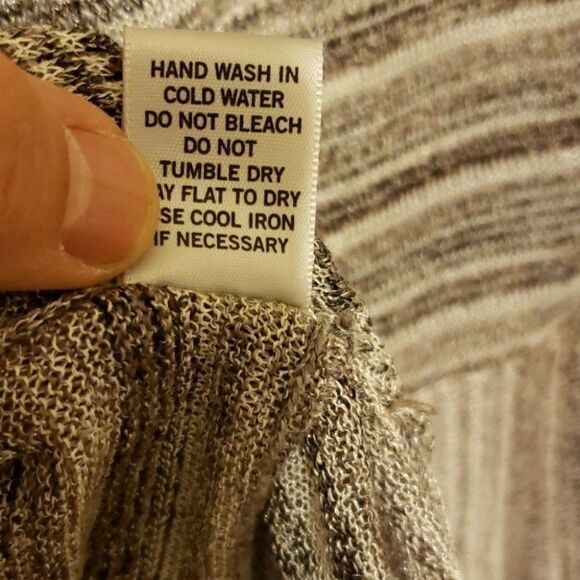 HAND WASH IN
COLD WATER
DO NOT BLEACH
DO NOT
TUMBLE DRY
AY FLAT TO DRY
SE COOL IRON
IF NECESSARY